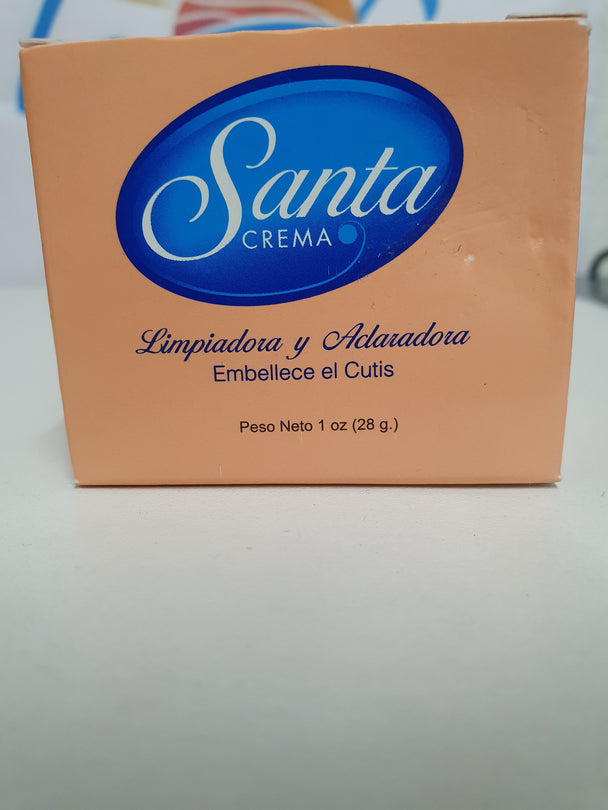 Santa
CREMA
Limpiadora y Aclaradora
Embellece el Cutis
Peso Neto 1 oz (28 g.)